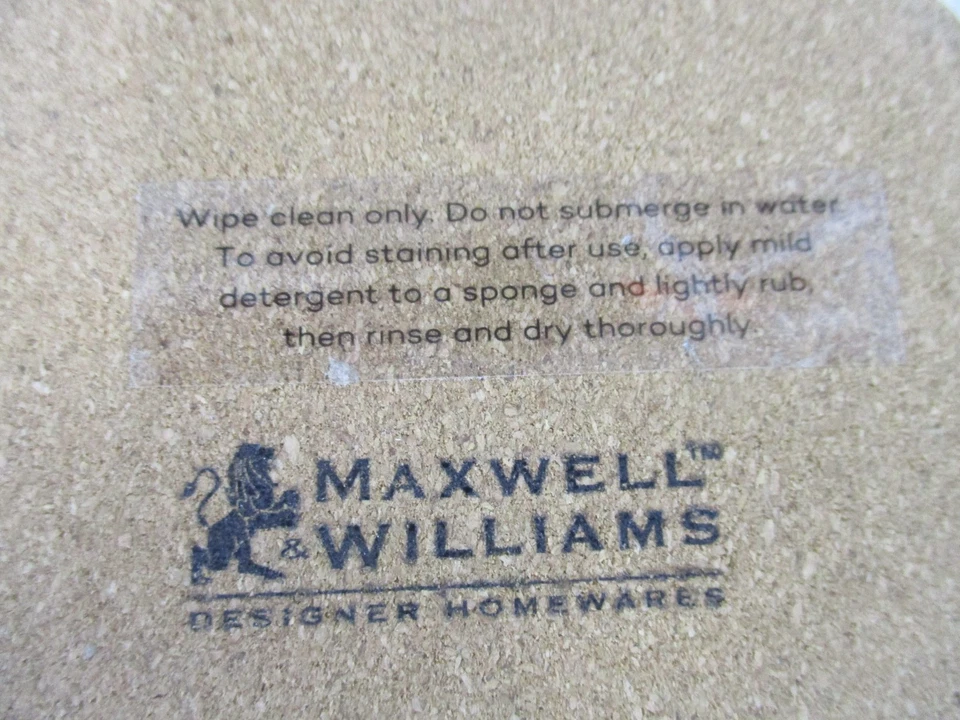 Wipe clean only. Do not submerge in water.
To avoid staining after use, apply mild
detergent to a sponge and lightly rub,
then rinse and dry thoroughly.
MAXWELL™
& WILLIAMS
DESIGNER HOMEWARES